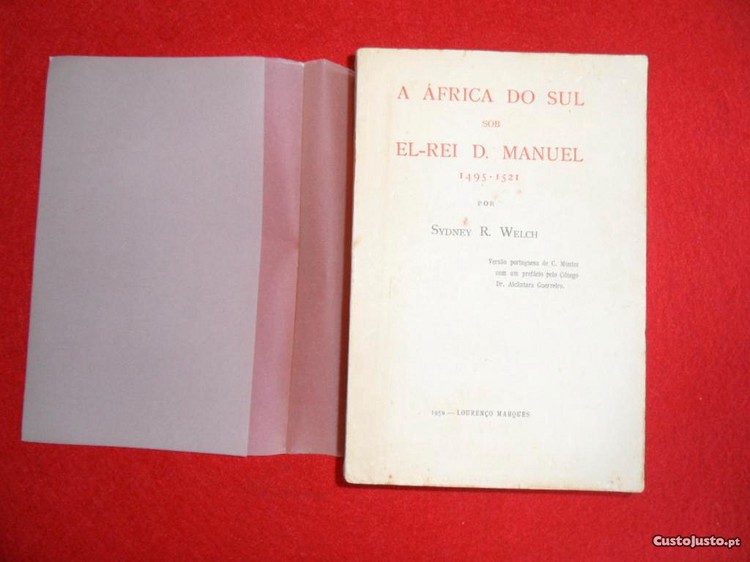 A ÁFRICA DO SUL
SOB
EL-REI D. MANUEL
1495-1521
POR
SYDNEY R. WELCH
Versão portuguesa de C. Montez
com um prefácio pelo Cónego
Dr. Alcântara Guerreiro.
— LOURENÇO MARQUES
CustoJusto.pt